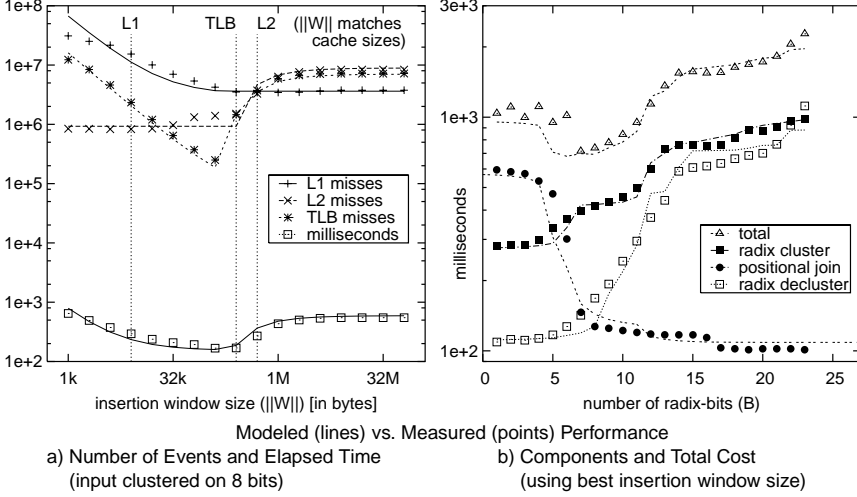 L1 TLB L2 (||W|| matches
cache sizes)
1e+8
1e+7
1e+6
1e+5
1e+4
1e+3
1e+2
L1 misses
L2 misses
TLB misses
milliseconds
1k 32k 1M 32M
insertion window size (||W||) [in bytes]
3e+3
1e+3
1e+2
milliseconds
total
radix cluster
positional join
radix decluster
0 5 10 15 20 25
number of radix-bits (B)
Modeled (lines) vs. Measured (points) Performance
a) Number of Events and Elapsed Time
(input clustered on 8 bits)
b) Components and Total Cost
(using best insertion window size)